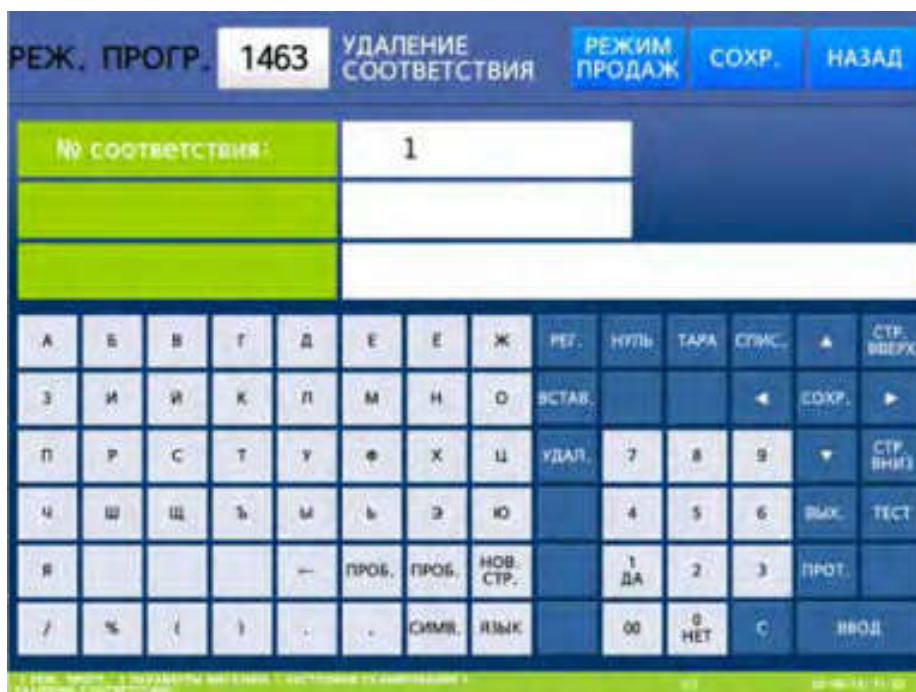 РЕЖ. ПРОГР. 1463 УДАЛЕНИЕ СООТВЕТСТВИЯ РЕЖИМ ПРОДАЖ СОХР. НАЗАД
№ соответствия: 1
А Б В Г Д Е Ё Ж РЕГ. НУЛЬ ТАРА СПИС. ▲ СТР. ВВЕРХ
З И Й К Л М Н О ВСТАВ. ◄ СОХР. ►
П Р С Т У Ф Х Ц УДАЛ. 7 8 9 ▼ СТР. ВНИЗ
Ч Ш Щ Ъ Ы Ь Э Ю 4 5 6 ВЫХ. ТЕСТ
Я ← ПРОБ. ПРОБ. НОВ. СТР. 1 ДА 2 3 ПРОТ.
/ % ( ) СИМВ. ЯЗЫК 00 0 НЕТ С ВВОД